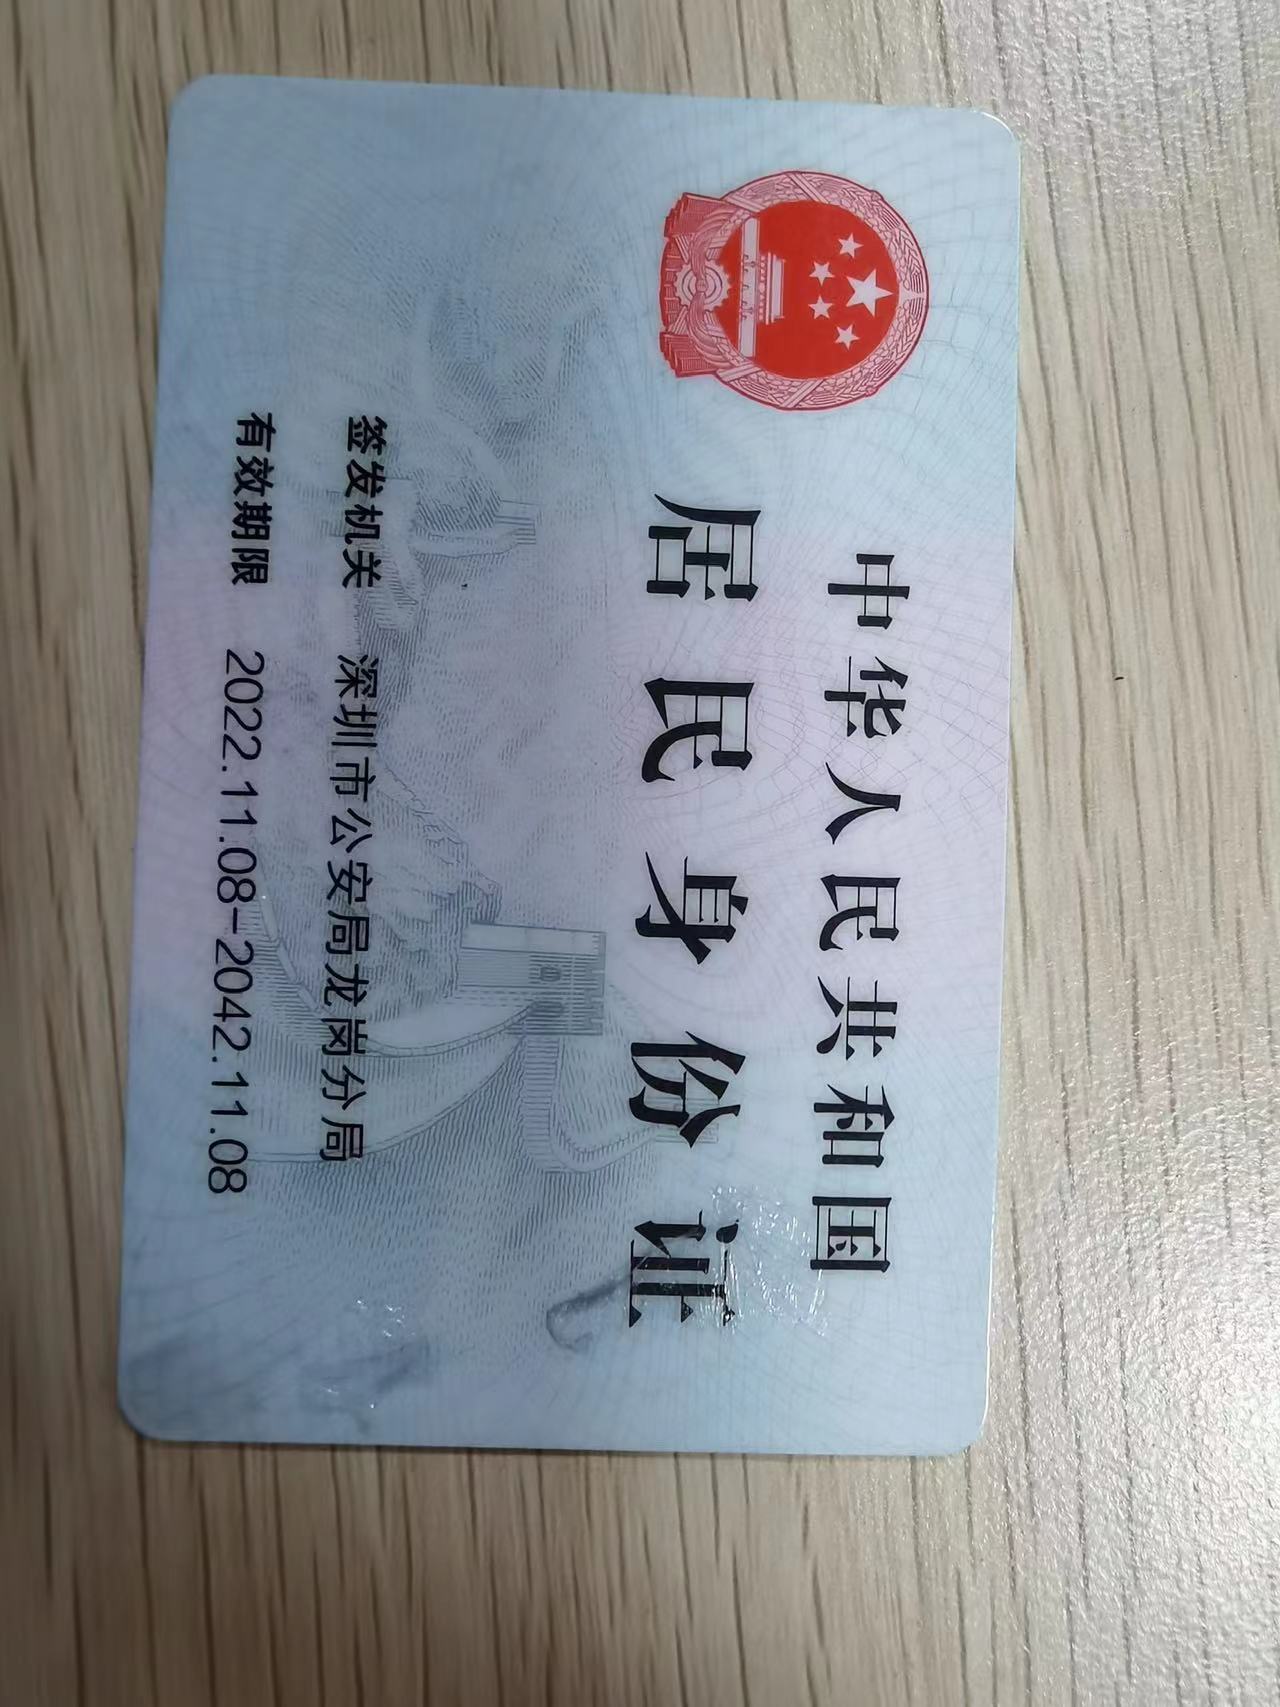 中华人民共和国
居民身份证
签发机关 深圳市公安局龙岗分局
有效期限 2022.11.08-2042.11.08